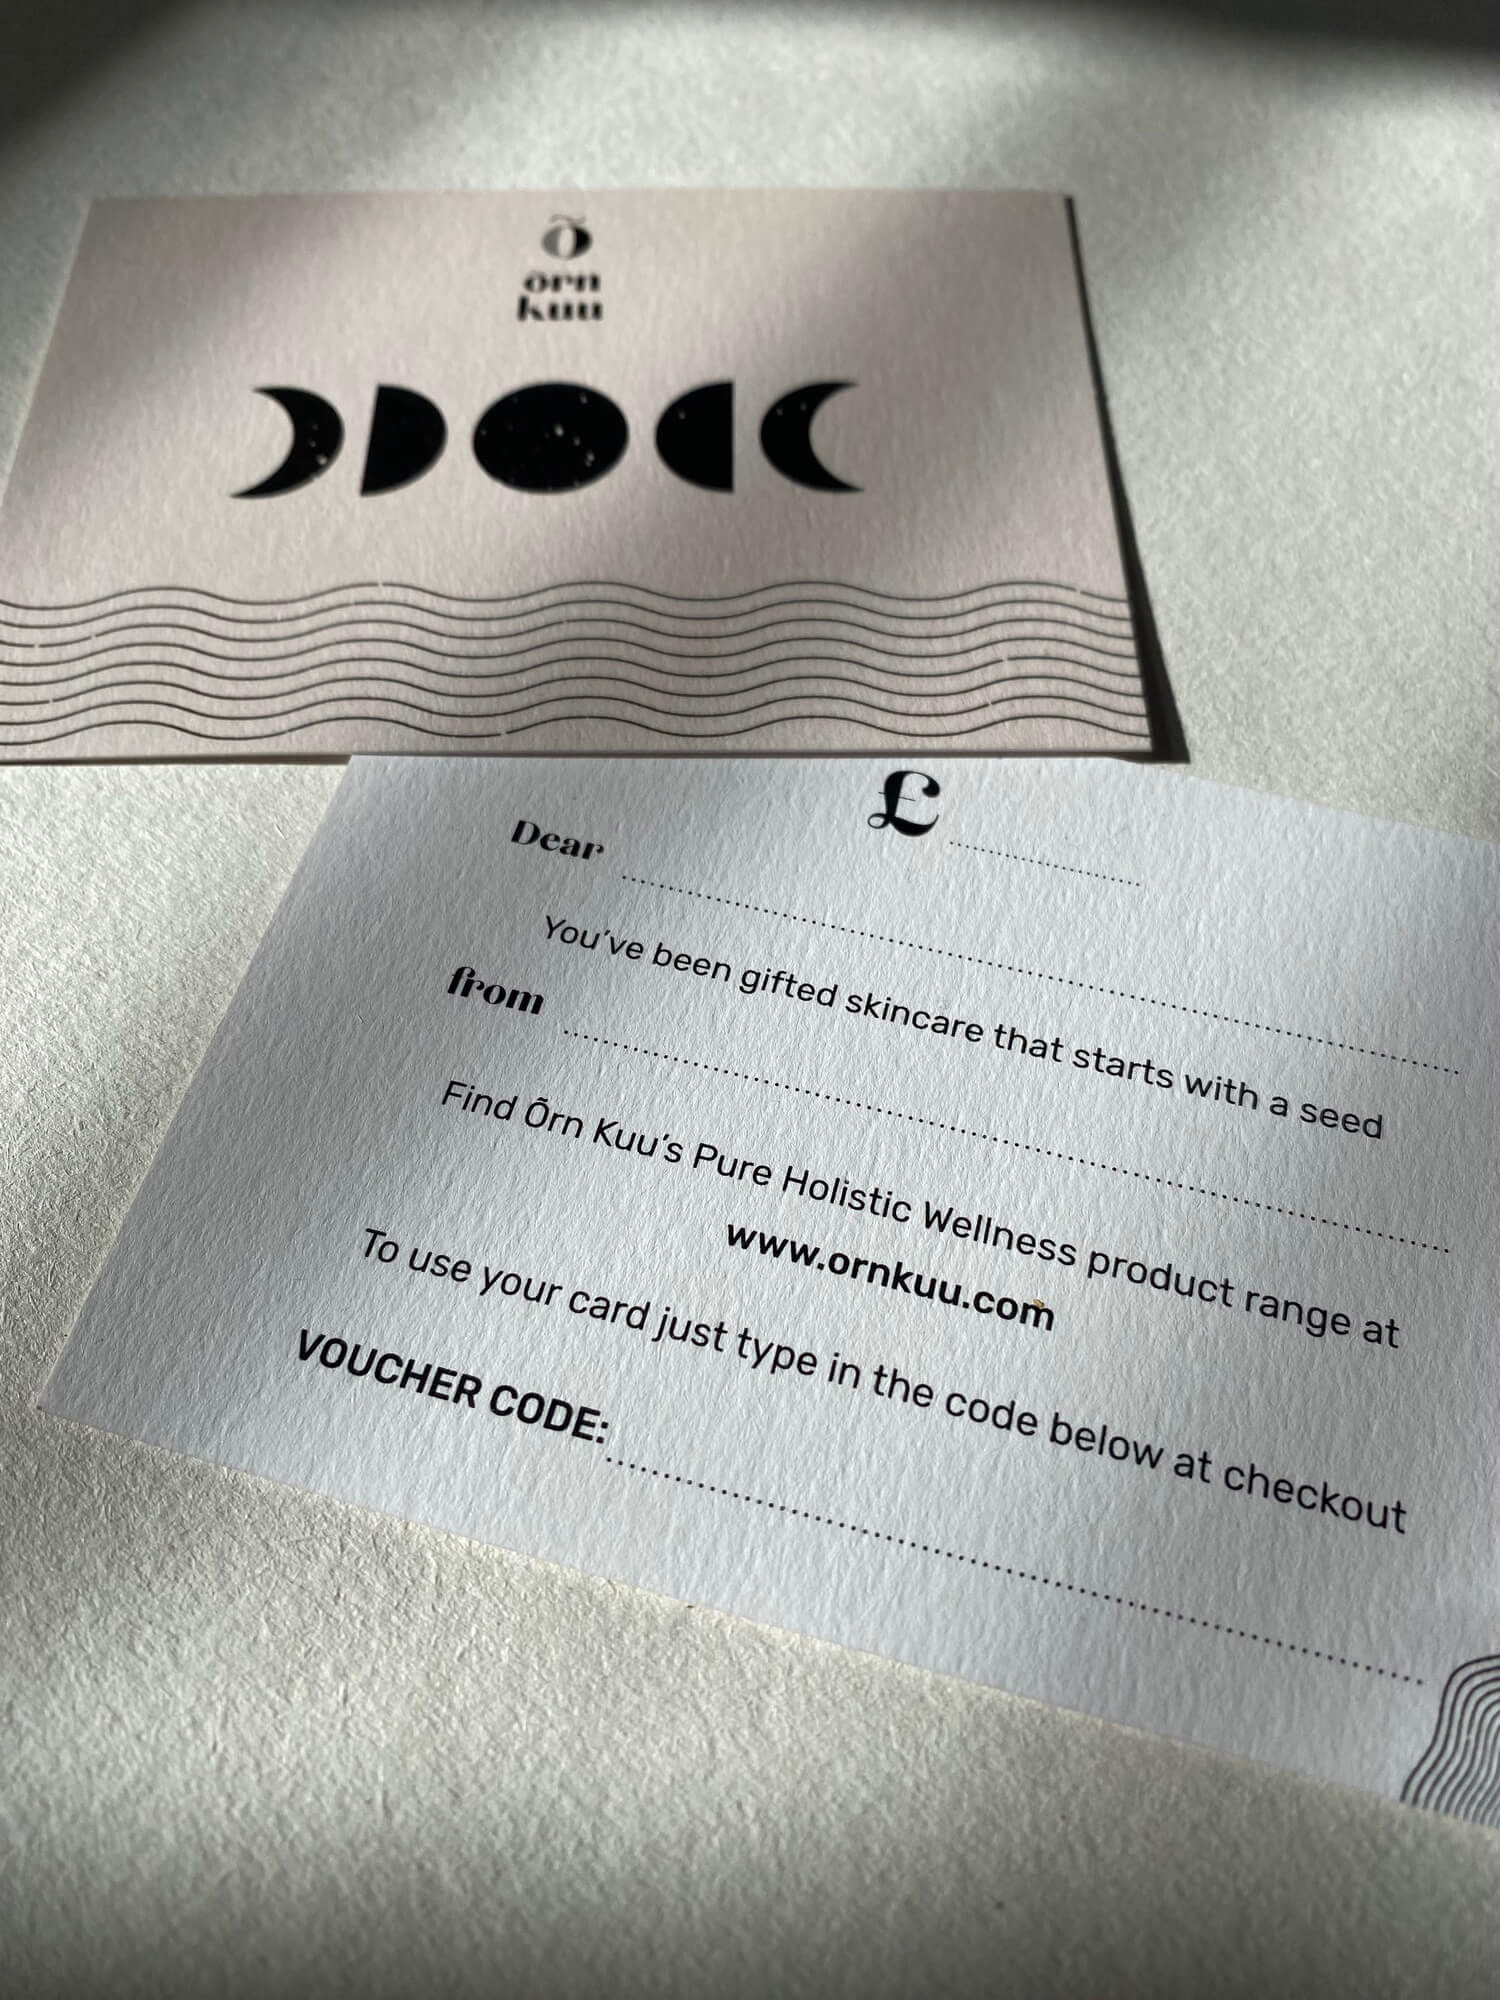 õ
õrn
kuu
£
Dear
You've been gifted skincare that starts with a seed
from
Find Õrn Kuu's Pure Holistic Wellness product range at
www.ornkuu.com
To use your card just type in the code below at checkout
VOUCHER CODE: